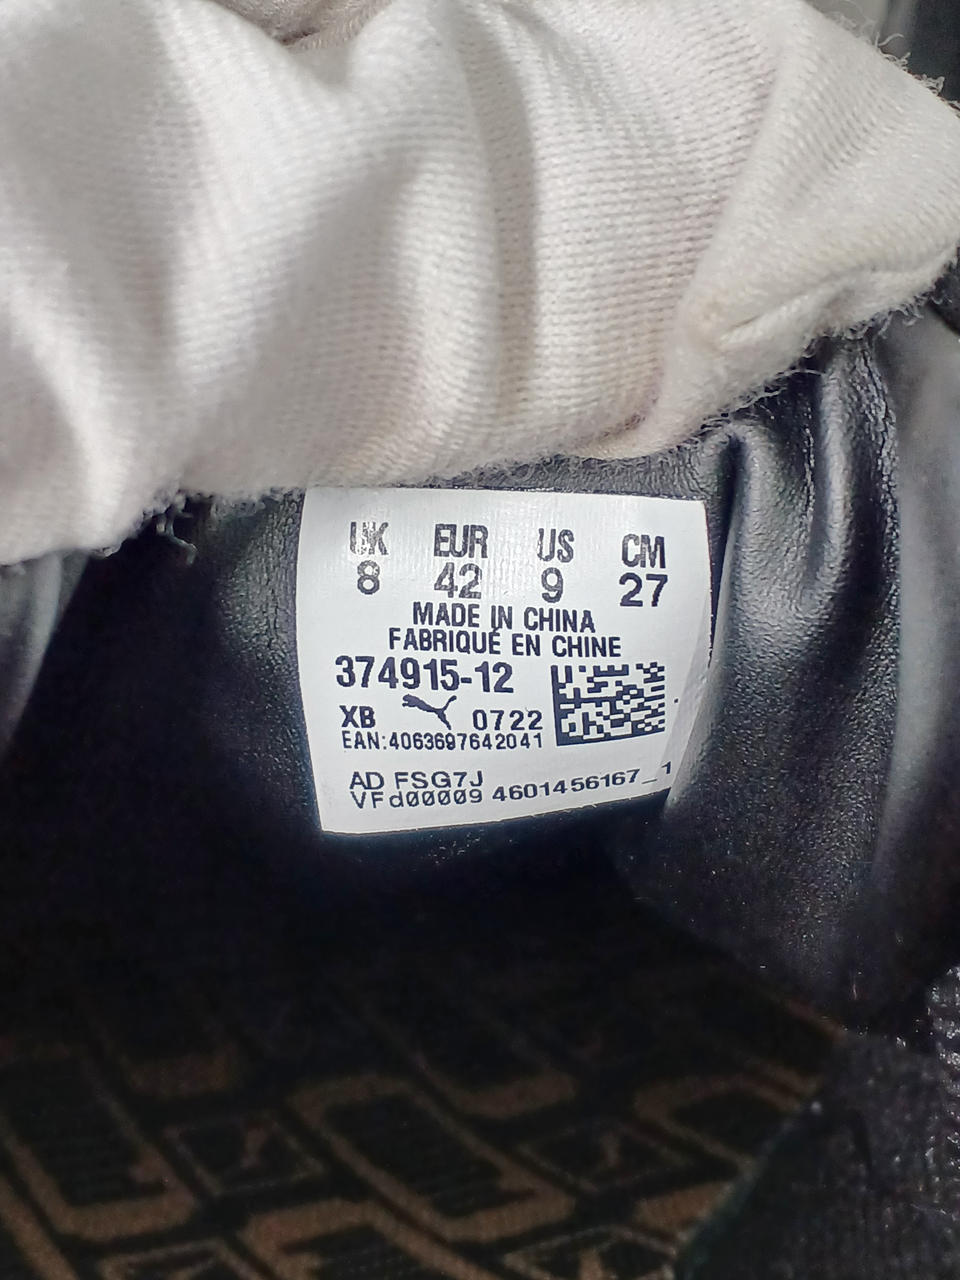 UK EUR US CM
8 42 9 27
MADE IN CHINA
FABRIQUÉ EN CHINE
374915-12
XB 0722
EAN:4063697642041
AD FSG7J
VFd00009 4601456167_1